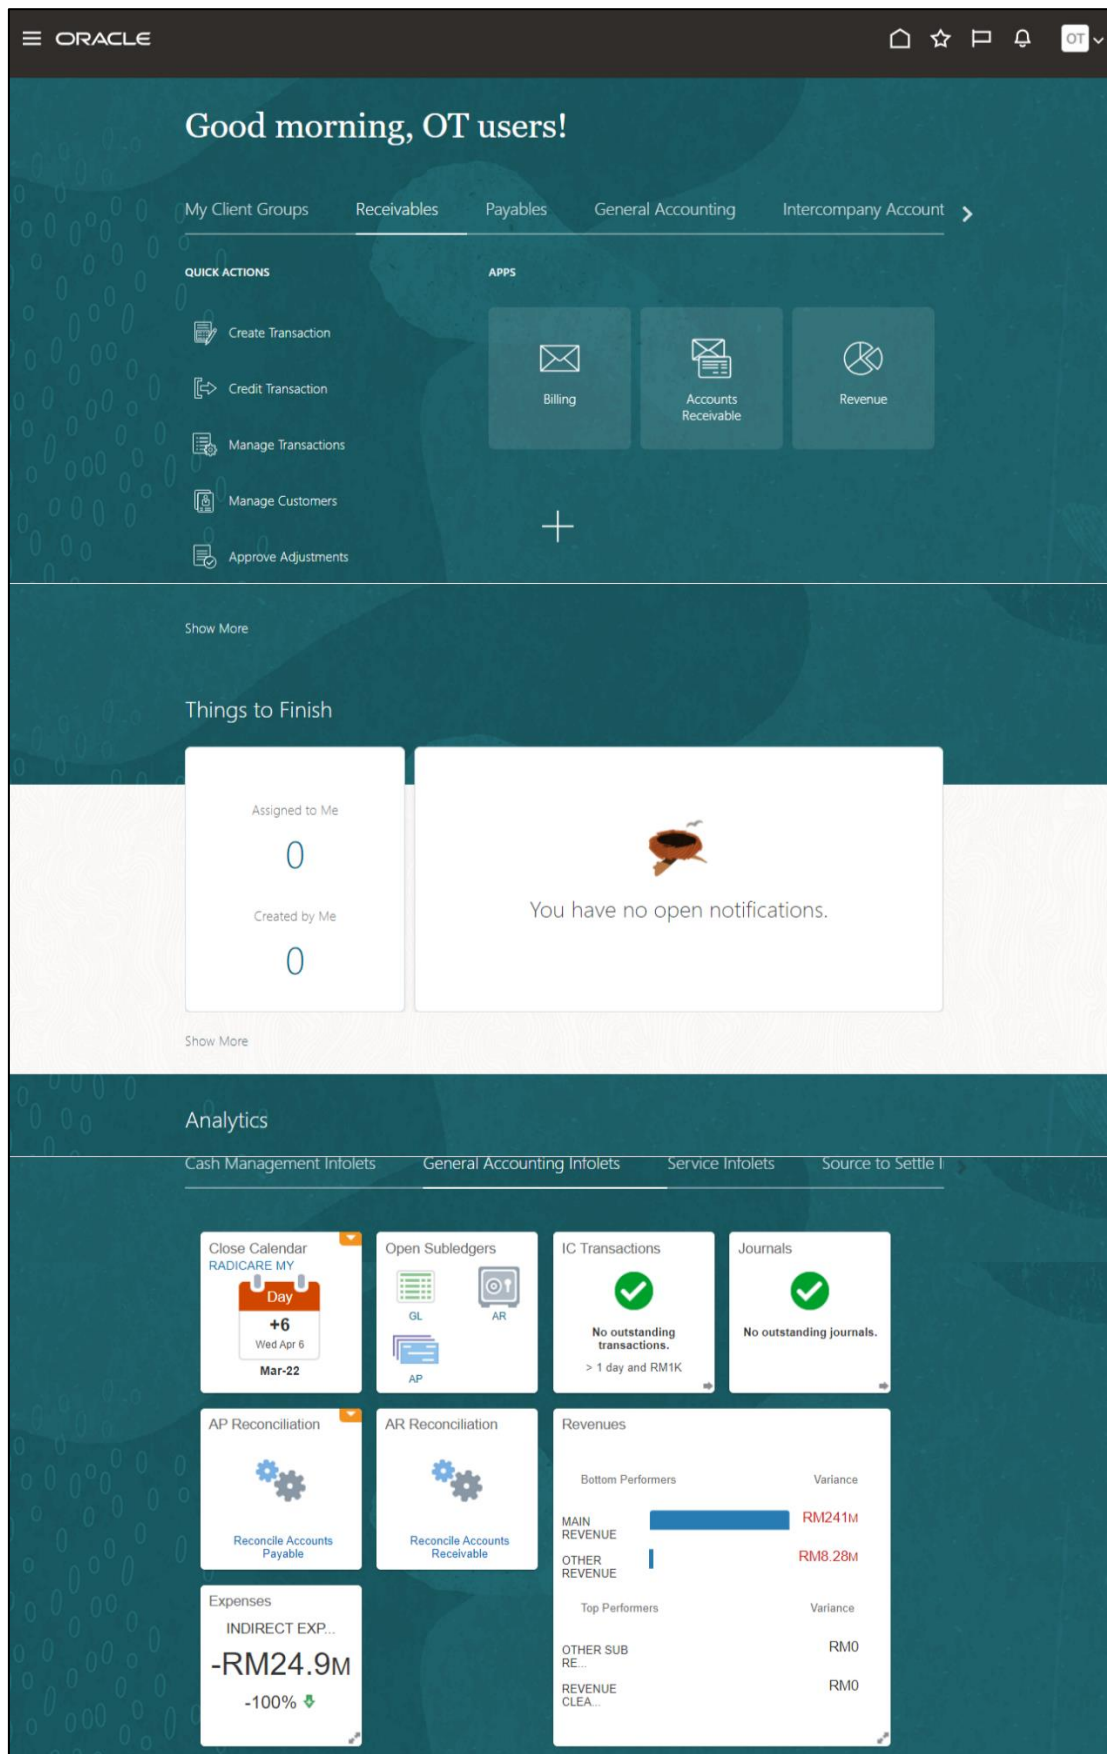 ORACLE
OT
Good morning, OT users!
My Client Groups
Receivables
Payables
General Accounting
Intercompany Account
QUICK ACTIONS
APPS
Create Transaction
Credit Transaction
Manage Transactions
Manage Customers
Approve Adjustments
Billing
Accounts
Receivable
Revenue
Show More
Things to Finish
Assigned to Me
0
Created by Me
0
You have no open notifications.
Show More
Analytics
Cash Management Infolets
General Accounting Infolets
Service Infolets
Source to Settle I
Close Calendar
RADICARE MY
Day
+6
Wed Apr 6
Mar-22
Open Subledgers
GL
AR
AP
IC Transactions
No outstanding
transactions.
> 1 day and RM1K
Journals
No outstanding journals.
AP Reconciliation
Reconcile Accounts
Payable
AR Reconciliation
Reconcile Accounts
Receivable
Revenues
Bottom Performers Variance
MAIN
REVENUE
RM241M
OTHER
REVENUE
RM8.28M
Top Performers Variance
OTHER SUB
RE...
RM0
REVENUE
CLEA...
RM0
Expenses
INDIRECT EXP...
-RM24.9M
-100%